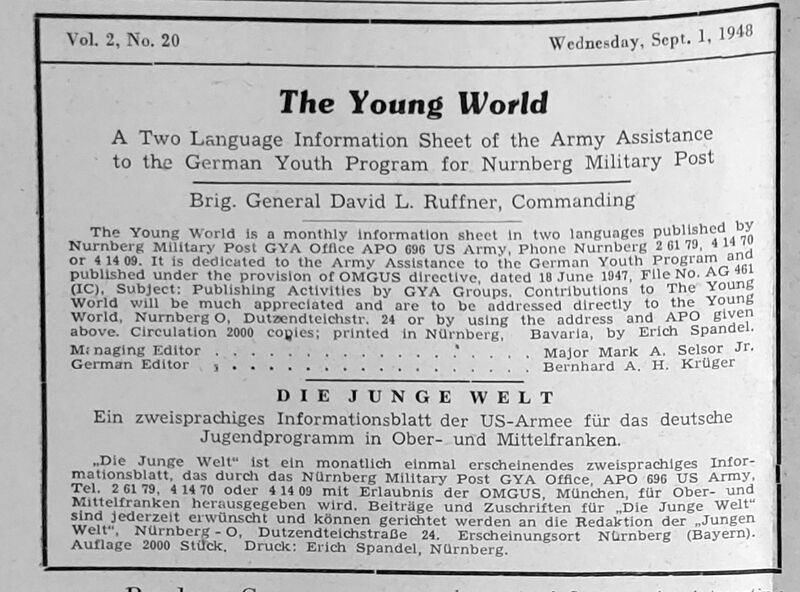 Vol. 2, No. 20
Wednesday, Sept. 1, 1948
The Young World
A Two Language Information Sheet of the Army Assistance
to the German Youth Program for Nurnberg Military Post
Brig. General David L. Ruffner, Commanding
The Young World is a monthly information sheet in two languages published by
Nurnberg Military Post GYA Office APO 696 US Army, Phone Nurnberg 2 61 79, 4 14 70
or 4 14 09. It is dedicated to the Army Assistance to the German Youth Program and
published under the provision of OMGUS directive, dated 18 June 1947, File No. AG 461
(IC), Subject: Publishing Activities by GYA Groups. Contributions to The Young
World will be much appreciated and are to be addressed directly to the Young
World, Nurnberg O, Dutzendteichstr. 24 or by using the address and APO given
above. Circulation 2000 copies; printed in Nürnberg, Bavaria, by Erich Spandel.
Managing Editor . . . . . . . . . . . . . . . . . . Major Mark A. Selsor Jr.
German Editor . . . . . . . . . . . . . . . . . . Bernhard A. H. Krüger
DIE JUNGE WELT
Ein zweisprachiges Informationsblatt der US-Armee für das deutsche
Jugendprogramm in Ober- und Mittelfranken.
„Die Junge Welt“ ist ein monatlich einmal erscheinendes zweisprachiges Infor-
mationsblatt, das durch das Nürnberg Military Post GYA Office, APO 696 US Army,
Tel. 2 61 79, 4 14 70 oder 4 14 09 mit Erlaubnis der OMGUS, München, für Ober- und
Mittelfranken herausgegeben wird. Beiträge und Zuschriften für „Die Junge Welt“
sind jederzeit erwünscht und können gerichtet werden an die Redaktion der „Jungen
Welt“, Nürnberg - O, Dutzendteichstraße 24. Erscheinungsort Nürnberg (Bayern).
Auflage 2000 Stück. Druck: Erich Spandel, Nürnberg.